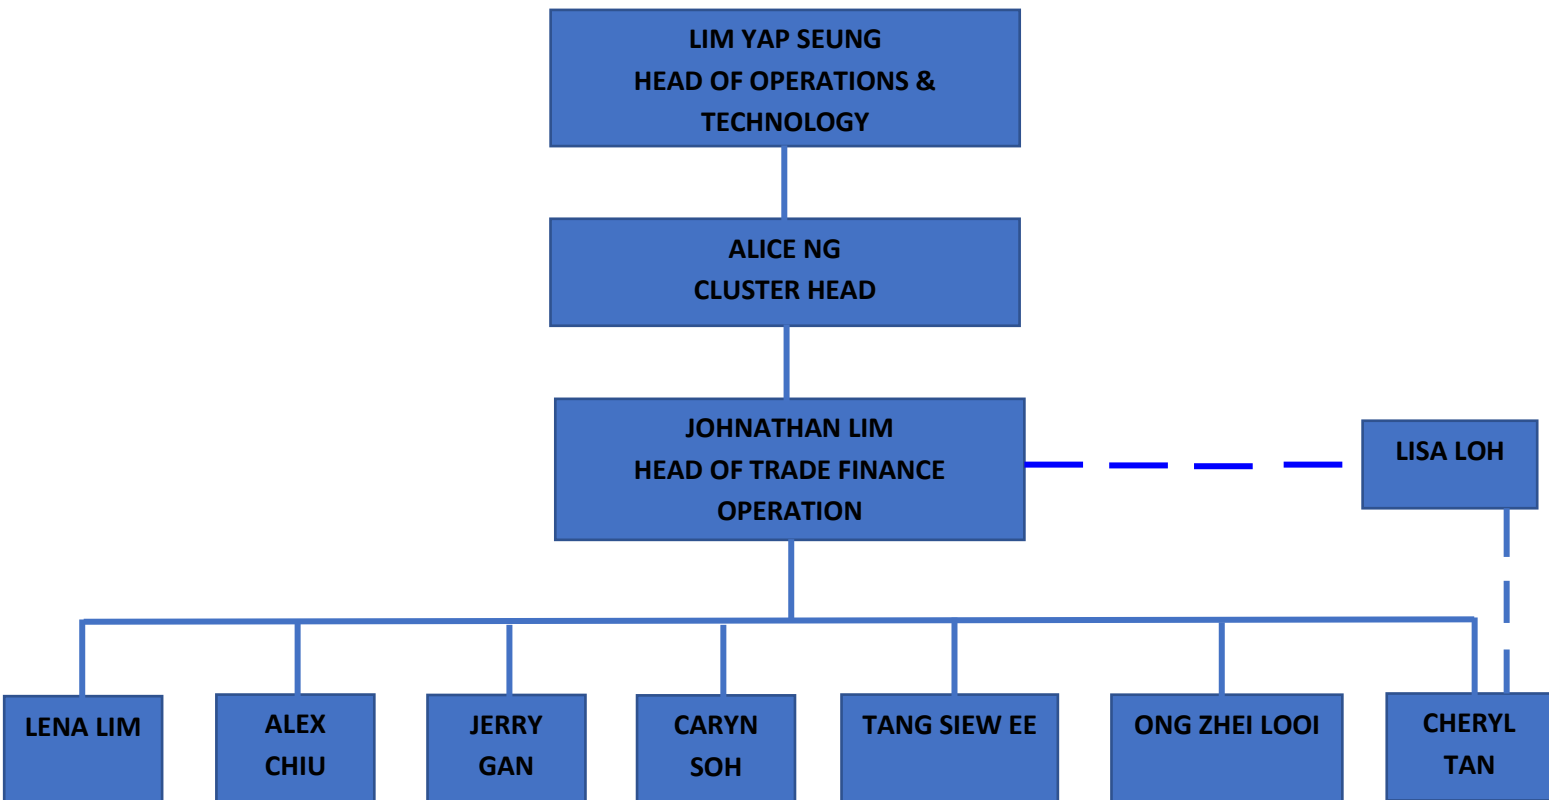 LIM YAP SEUNG
HEAD OF OPERATIONS &
TECHNOLOGY
ALICE NG
CLUSTER HEAD
JOHNATHAN LIM
HEAD OF TRADE FINANCE
OPERATION
LISA LOH
LENA LIM
ALEX
CHIU
JERRY
GAN
CARYN
SOH
TANG SIEW EE
ONG ZHEI LOOI
CHERYL
TAN